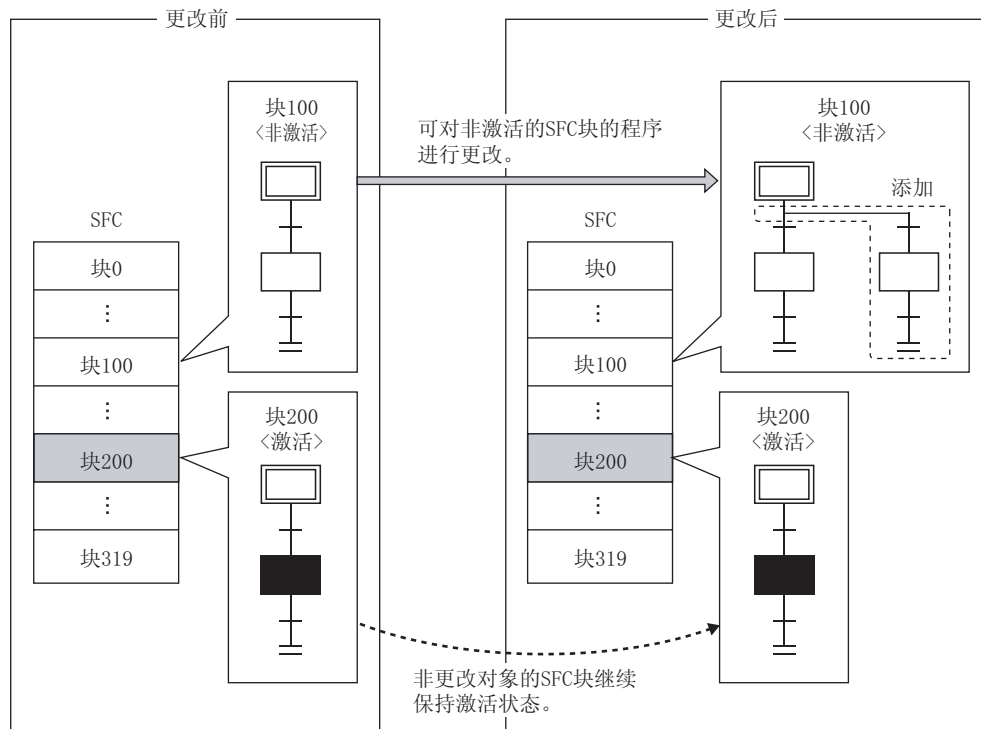 更改前
块100
<非激活>
SFC
块0
⋮
块100
⋮
块200
⋮
块319
块200
<激活>
可对非激活的SFC块的程序
进行更改。
非更改对象的SFC块继续
保持激活状态。
更改后
块100
<非激活>
添加
SFC
块0
⋮
块100
⋮
块200
⋮
块319
块200
<激活>